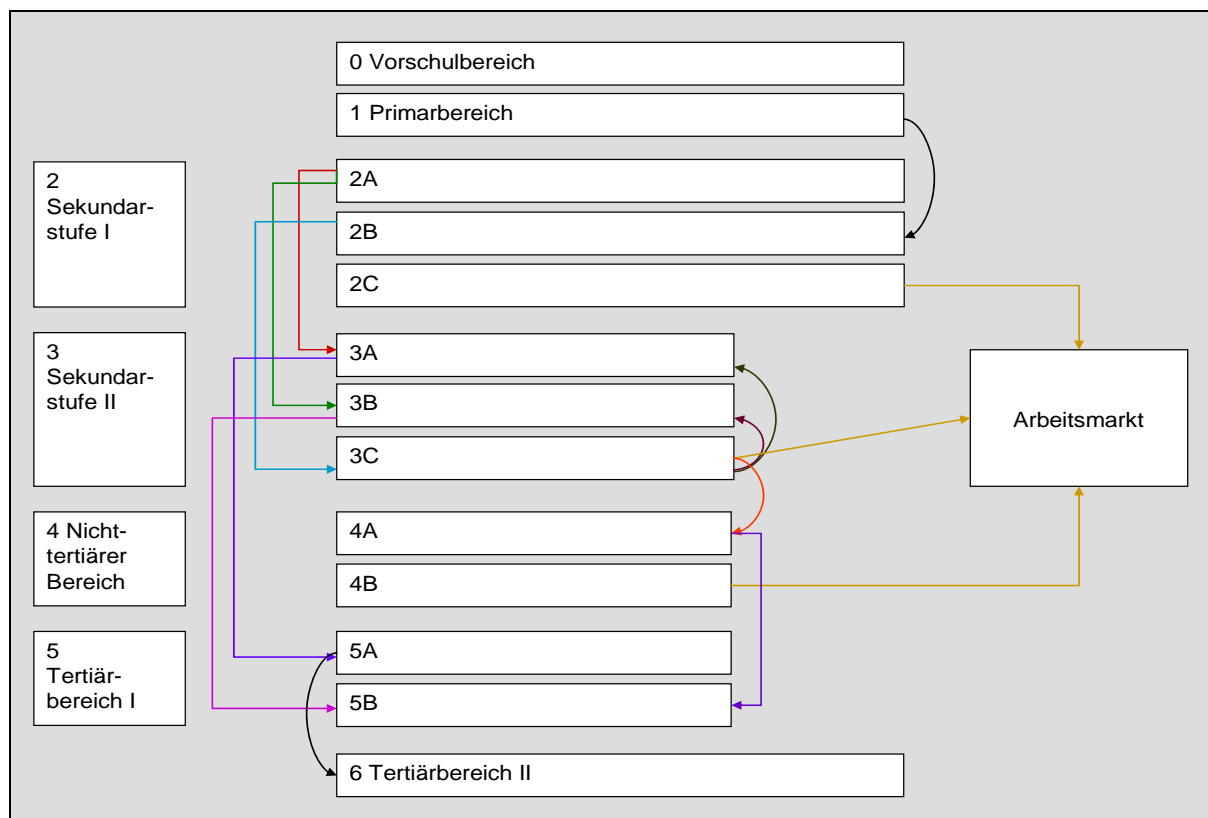 0 Vorschulbereich
1 Primarbereich
2
Sekundar-
stufe I
2A
2B
2C
3
Sekundar-
stufe II
3A
3B
3C
Arbeitsmarkt
4 Nicht-
tertiärer
Bereich
4A
4B
5
Tertiär-
bereich I
5A
5B
6 Tertiärbereich II